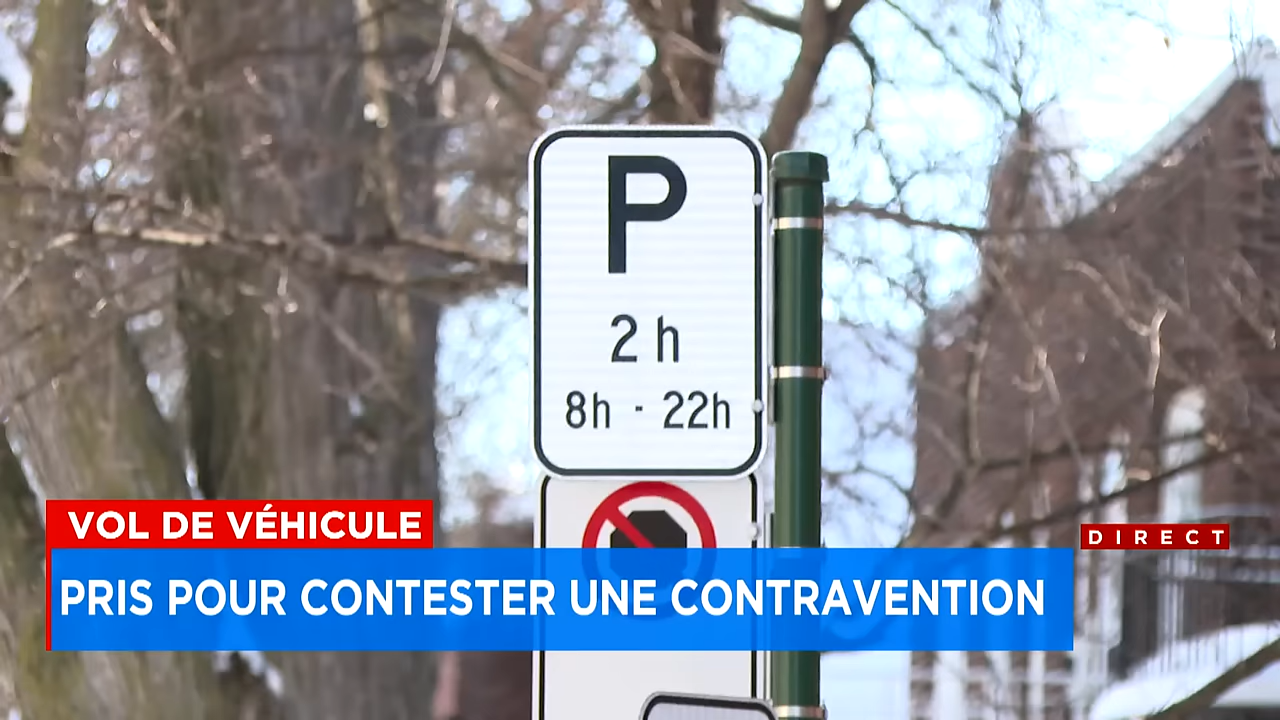 P
2 h
8h - 22h
VOL DE VÉHICULE
DIRECT
PRIS POUR CONTESTER UNE CONTRAVENTION